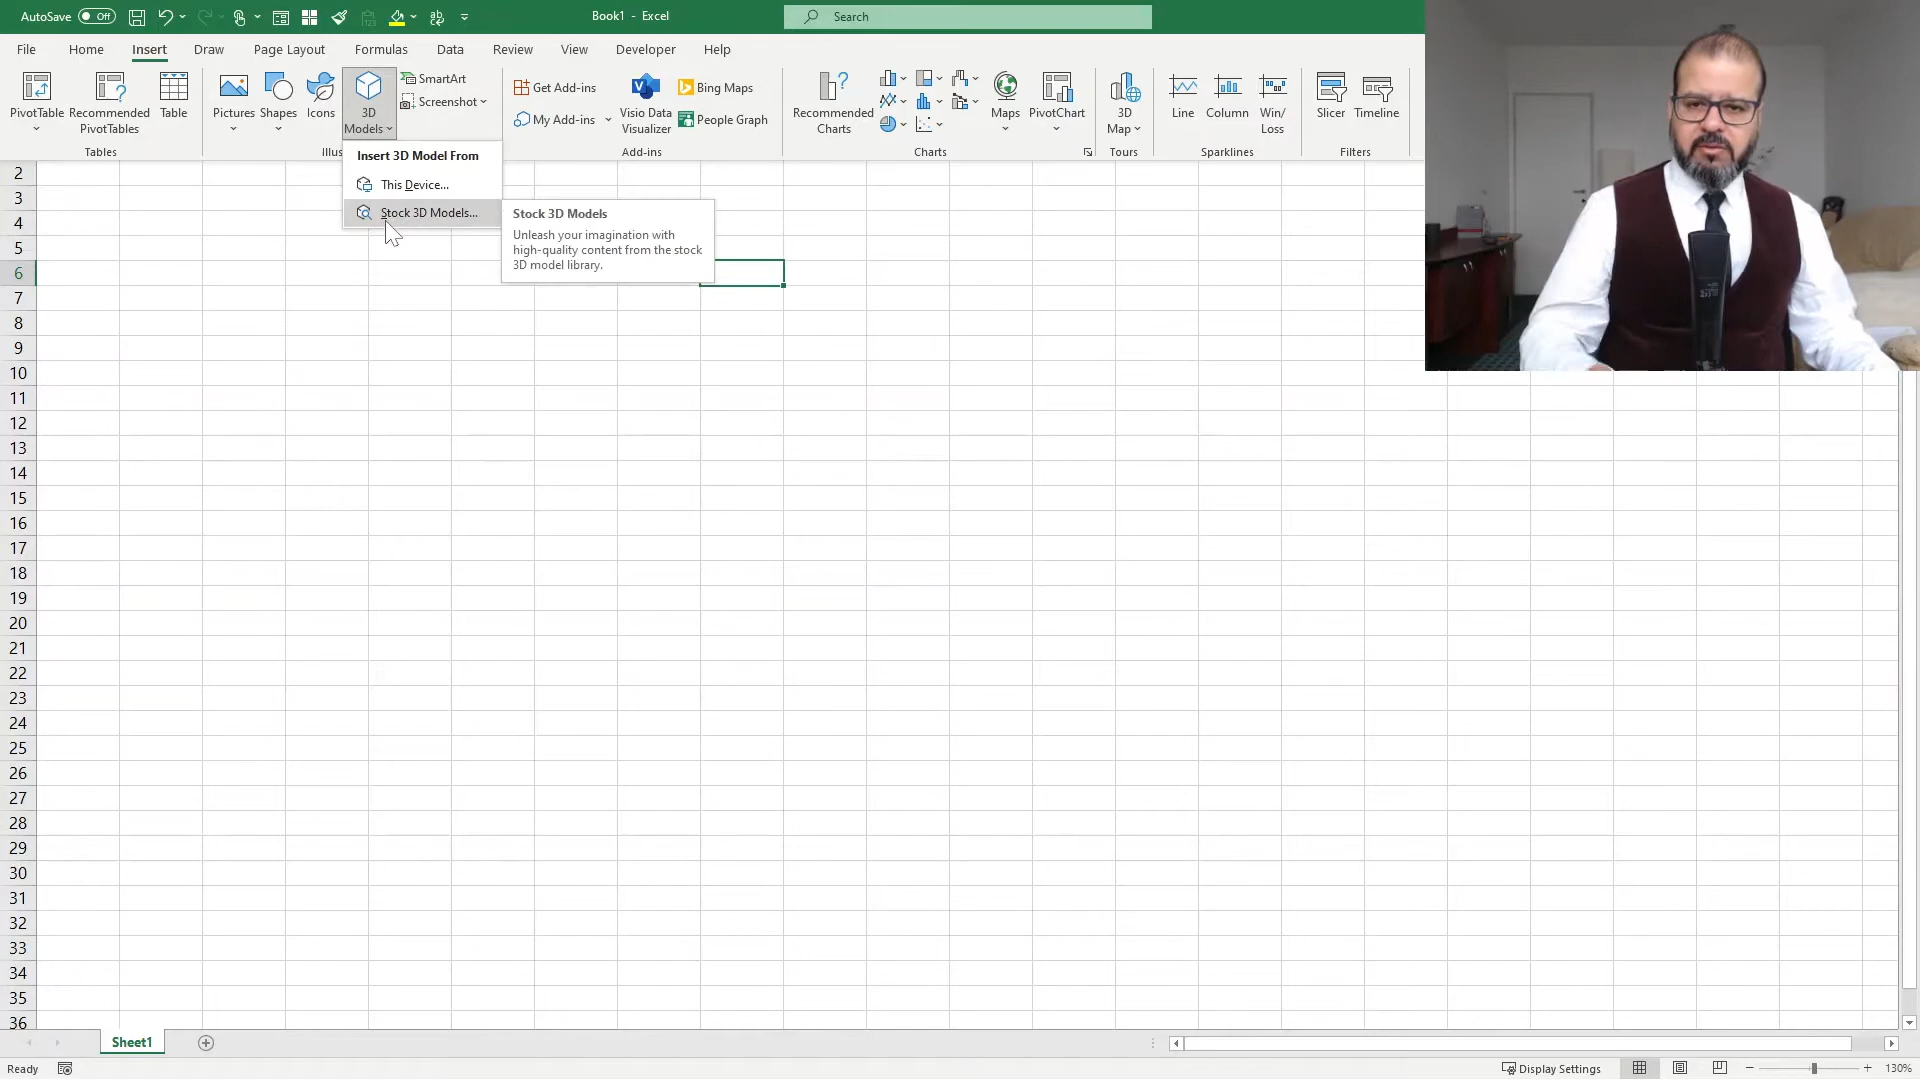 AutoSave Off
Book1 - Excel
Search
File Home Insert Draw Page Layout Formulas Data Review View Developer Help
PivotTable
Recommended
PivotTables
Table
Tables
Pictures
Shapes
Icons
3D
Models
SmartArt
Screenshot
Illus
Get Add-ins
My Add-ins
Visio Data
Visualizer
Bing Maps
People Graph
Add-ins
Recommended
Charts
Maps
PivotChart
Charts
3D
Map
Tours
Line
Column
Win/
Loss
Sparklines
Slicer
Timeline
Filters
Insert 3D Model From
This Device...
Stock 3D Models...
Stock 3D Models
Unleash your imagination with
high-quality content from the stock
3D model library.
2
3
4
5
6
7
8
9
10
11
12
13
14
15
16
17
18
19
20
21
22
23
24
25
26
27
28
29
30
31
32
33
34
35
36
Sheet1
Ready
Display Settings
130%